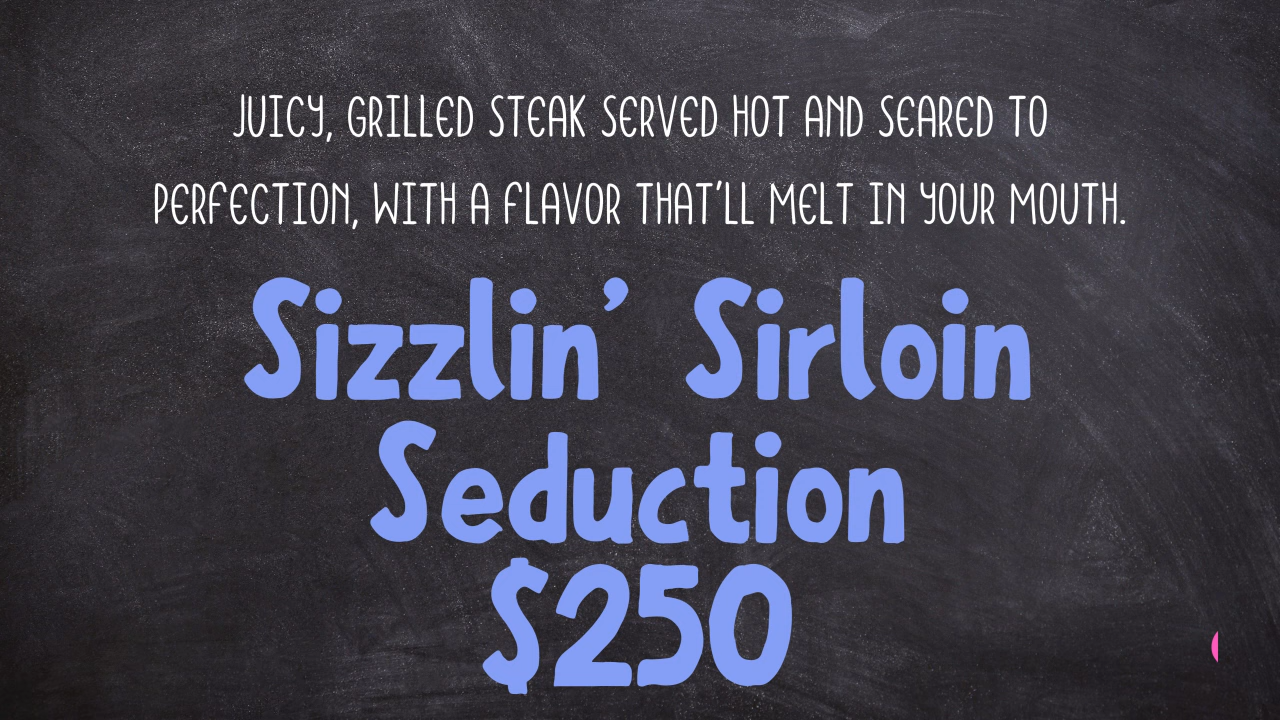 JUICY, GRILLED STEAK SERVED HOT AND SEARED TO
PERFECTION, WITH A FLAVOR THAT'LL MELT IN YOUR MOUTH.
Sizzlin' Sirloin
Seduction
$250